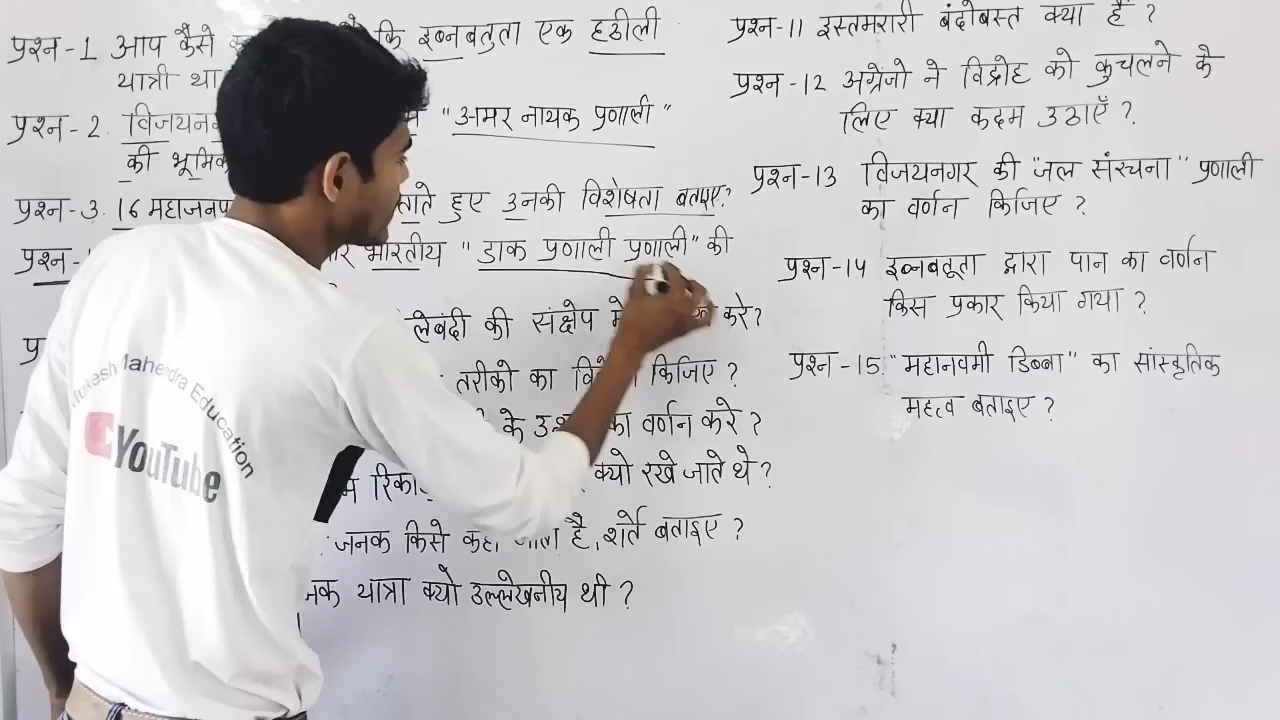 प्रश्न-1 आप कैसे कि इब्नबतुता एक हठीली
यात्री था
प्रश्न-2. विजयनग "अमर नायक प्रणाली"
की भूमिक
प्रश्न-3. 16 महाजनप ताते हुए उनकी विशेषता बताइए?
प्रश्न- भारतीय "डाक प्रणाली प्रणाली" की
लेबंदी की संक्षेप मे करे?
तरीको का किजिए ?
के का वर्णन करे ?
रिका क्यो रखे जाते थे ?
जनक किसे कहा जाता है, शर्ते बताइए ?
नक यात्रा क्यो उल्लेखनीय थी ?
प्रश्न-11 इस्तमरारी बंदोबस्त क्या है ?
प्रश्न-12 अग्रेंजो ने विद्रोह को कुचलने के
लिए क्या कदम उठाएँ ?
प्रश्न-13 विजयनगर की "जल संरचना" प्रणाली
का वर्णन किजिए ?
प्रश्न-14 इब्नबतूता द्वारा पान का वर्णन
किस प्रकार किया गया ?
प्रश्न-15 "महानवमी डिब्बा" का सांस्कृतिक
महत्व बताइए ?
Mukesh Mahendra Education
YouTube